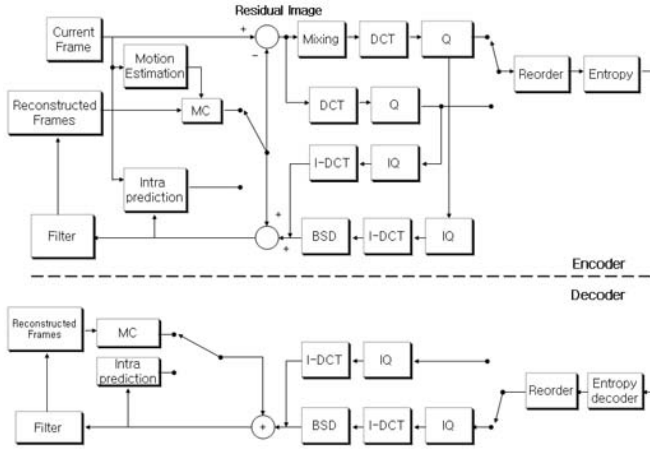 Residual Image
Current
Frame
+
−
Mixing
DCT
Q
Motion
Estimation
Reorder
Entropy
Reconstructed
Frames
MC
DCT
Q
I-DCT
IQ
Intra
prediction
+
+
Filter
BSD
I-DCT
IQ
Encoder
Decoder
Reconstructed
Frames
MC
I-DCT
IQ
Intra
prediction
Reorder
Entropy
decoder
Filter
+
BSD
I-DCT
IQ